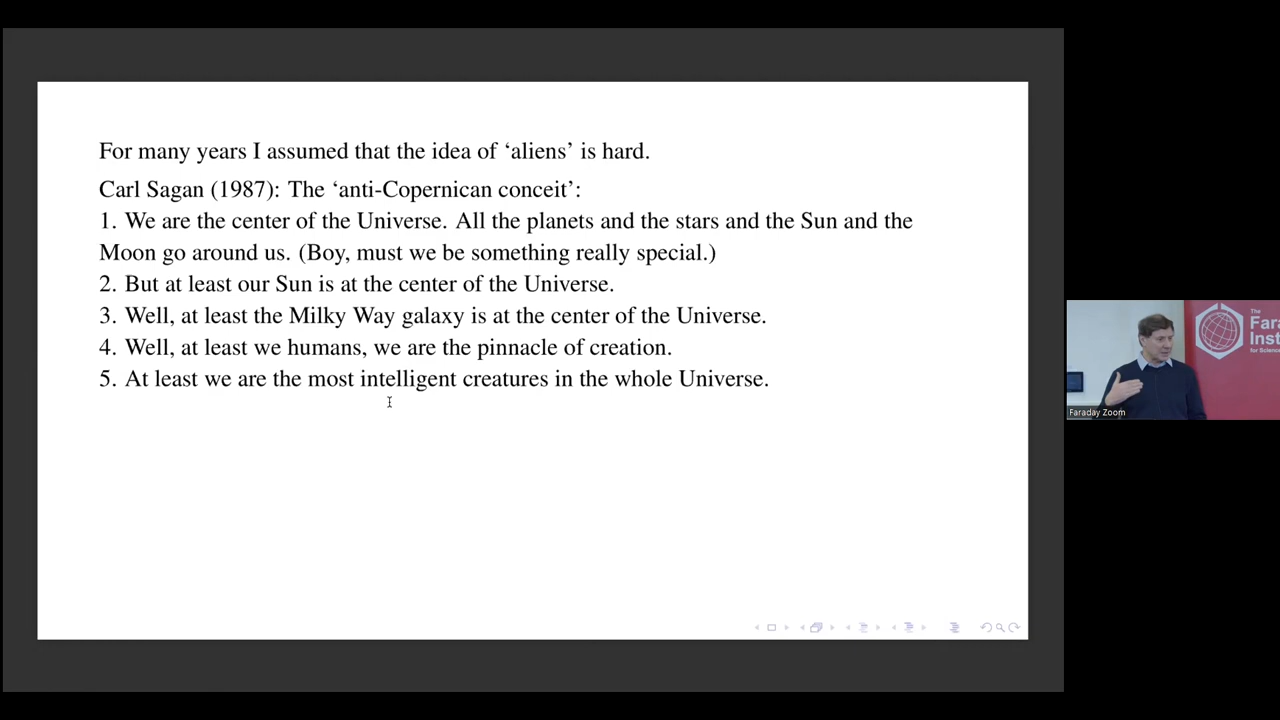 For many years I assumed that the idea of ‘aliens’ is hard.
Carl Sagan (1987): The ‘anti-Copernican conceit’:
1. We are the center of the Universe. All the planets and the stars and the Sun and the
Moon go around us. (Boy, must we be something really special.)
2. But at least our Sun is at the center of the Universe.
3. Well, at least the Milky Way galaxy is at the center of the Universe.
4. Well, at least we humans, we are the pinnacle of creation.
5. At least we are the most intelligent creatures in the whole Universe.
The
Fara
Inst
for Science
Faraday Zoom